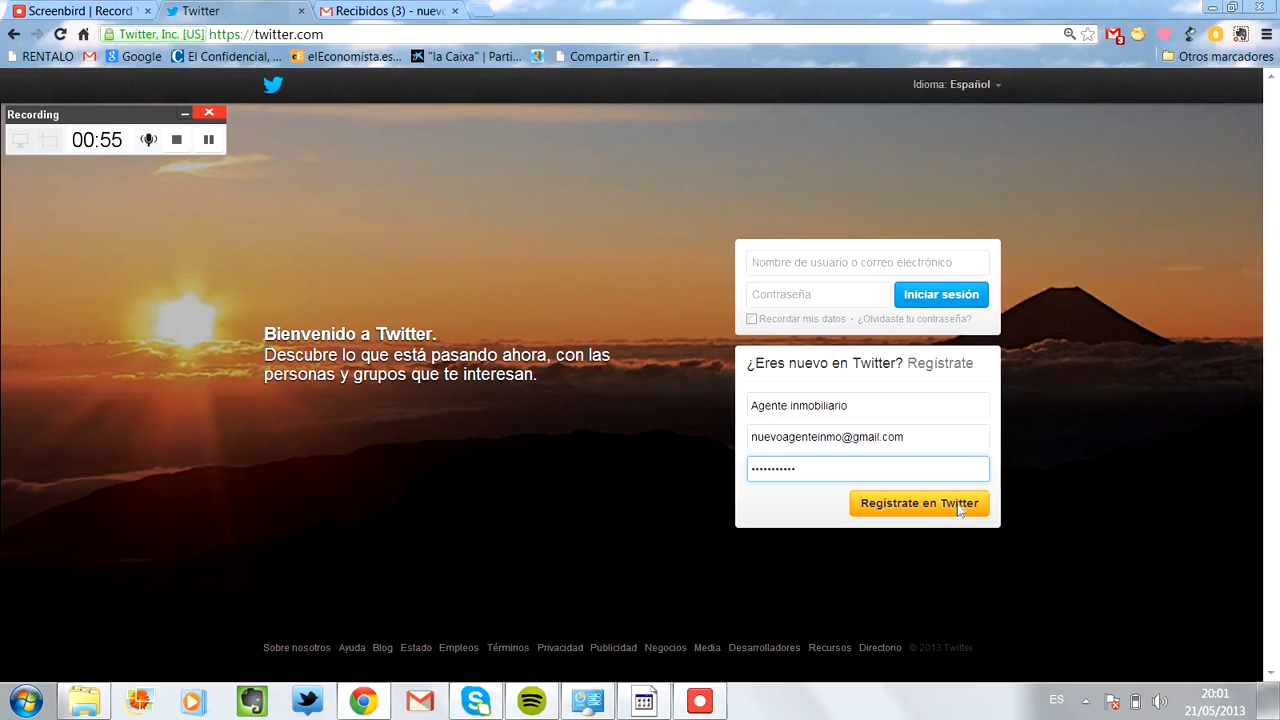 Screenbird | Record
Twitter
Recibidos (3) - nuevo
Twitter, Inc. [US]
https://twitter.com
RENTALO
Google
El Confidencial, ...
elEconomista.es...
"la Caixa" | Parti...
Compartir en T...
Otros marcadores
Idioma: Español
Recording
00:55
Nombre de usuario o correo electrónico
Contraseña
Iniciar sesión
Recordar mis datos · ¿Olvidaste tu contraseña?
Bienvenido a Twitter.
Descubre lo que está pasando ahora, con las
personas y grupos que te interesan.
¿Eres nuevo en Twitter? Regístrate
Agente inmobiliario
nuevoagenteinmo@gmail.com
•••••••••••
Regístrate en Twitter
Sobre nosotros Ayuda Blog Estado Empleos Términos Privacidad Publicidad Negocios Media Desarrolladores Recursos Directorio © 2013 Twitter
ES
20:01
21/05/2013